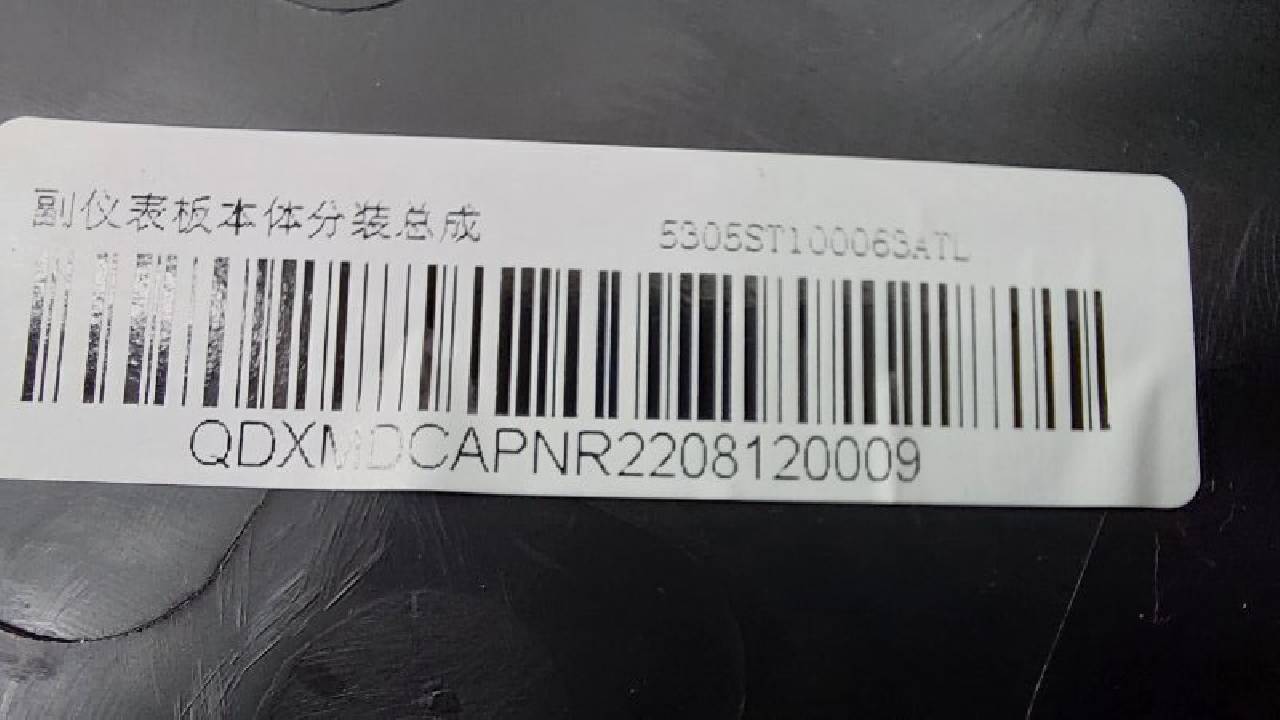 副仪表板本体分装总成 5305ST100063ATL
QDXMDCAPNR2208120009